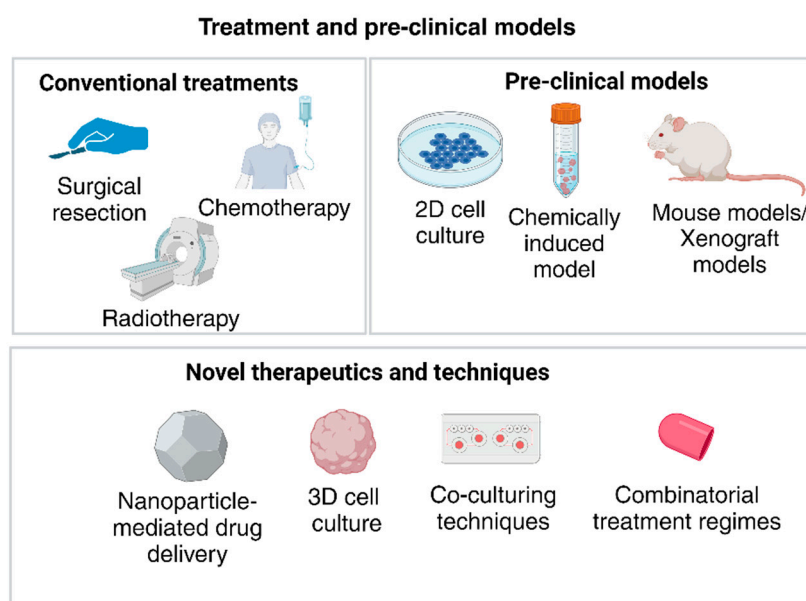 Treatment and pre-clinical models
Conventional treatments
Surgical
resection
Chemotherapy
Radiotherapy
Pre-clinical models
2D cell
culture
Chemically
induced
model
Mouse models/
Xenograft
models
Novel therapeutics and techniques
Nanoparticle-
mediated drug
delivery
3D cell
culture
Co-culturing
techniques
Combinatorial
treatment regimes